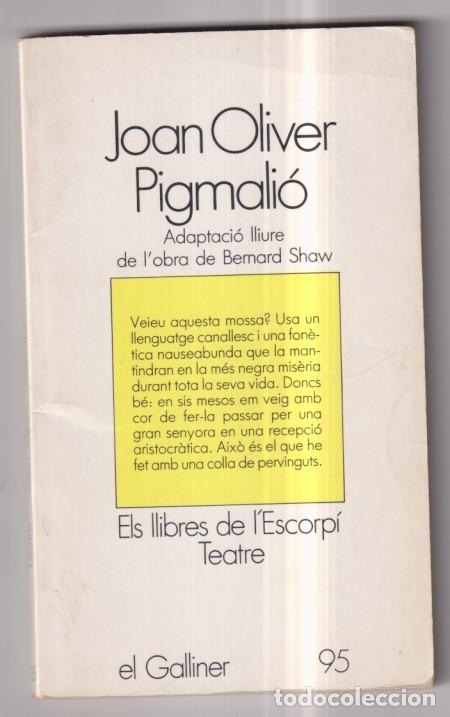 Joan Oliver
Pigmalió
Adaptació lliure
de l'obra de Bernard Shaw
Veieu aquesta mossa? Usa un
llenguatge canallesc i una fonè-
tica nauseabunda que la man-
tindran en la més negra misèria
durant tota la seva vida. Doncs
bé: en sis mesos em veig amb
cor de fer-la passar per una
gran senyora en una recepció
aristocràtica. Això és el que he
fet amb una colla de pervinguts.
Els llibres de l'Escorpí
Teatre
el Galliner 95
todocoleccion